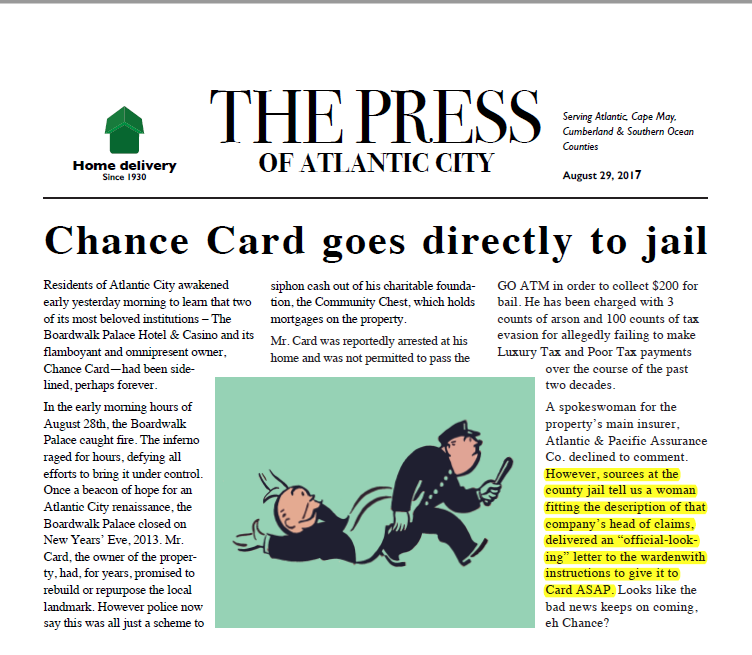 Home delivery
Since 1930
THE PRESS
OF ATLANTIC CITY
Serving Atlantic, Cape May,
Cumberland & Southern Ocean
Counties
August 29, 2017
Chance Card goes directly to jail
Residents of Atlantic City awakened
early yesterday morning to learn that two
of its most beloved institutions – The
Boardwalk Palace Hotel & Casino and its
flamboyant and omnipresent owner,
Chance Card—had been side-
lined, perhaps forever.
In the early morning hours of
August 28th, the Boardwalk
Palace caught fire. The inferno
raged for hours, defying all
efforts to bring it under control.
Once a beacon of hope for an
Atlantic City renaissance, the
Boardwalk Palace closed on
New Years' Eve, 2013. Mr.
Card, the owner of the proper-
ty, had, for years, promised to
rebuild or repurpose the local
landmark. However police now
say this was all just a scheme to
siphon cash out of his charitable founda-
tion, the Community Chest, which holds
mortgages on the property.
Mr. Card was reportedly arrested at his
home and was not permitted to pass the
GO ATM in order to collect $200 for
bail. He has been charged with 3
counts of arson and 100 counts of tax
evasion for allegedly failing to make
Luxury Tax and Poor Tax payments
over the course of the past
two decades.
A spokeswoman for the
property's main insurer,
Atlantic & Pacific Assurance
Co. declined to comment.
However, sources at the
county jail tell us a woman
fitting the description of that
company's head of claims,
delivered an “official-look-
ing” letter to the wardenwith
instructions to give it to
Card ASAP. Looks like the
bad news keeps on coming,
eh Chance?